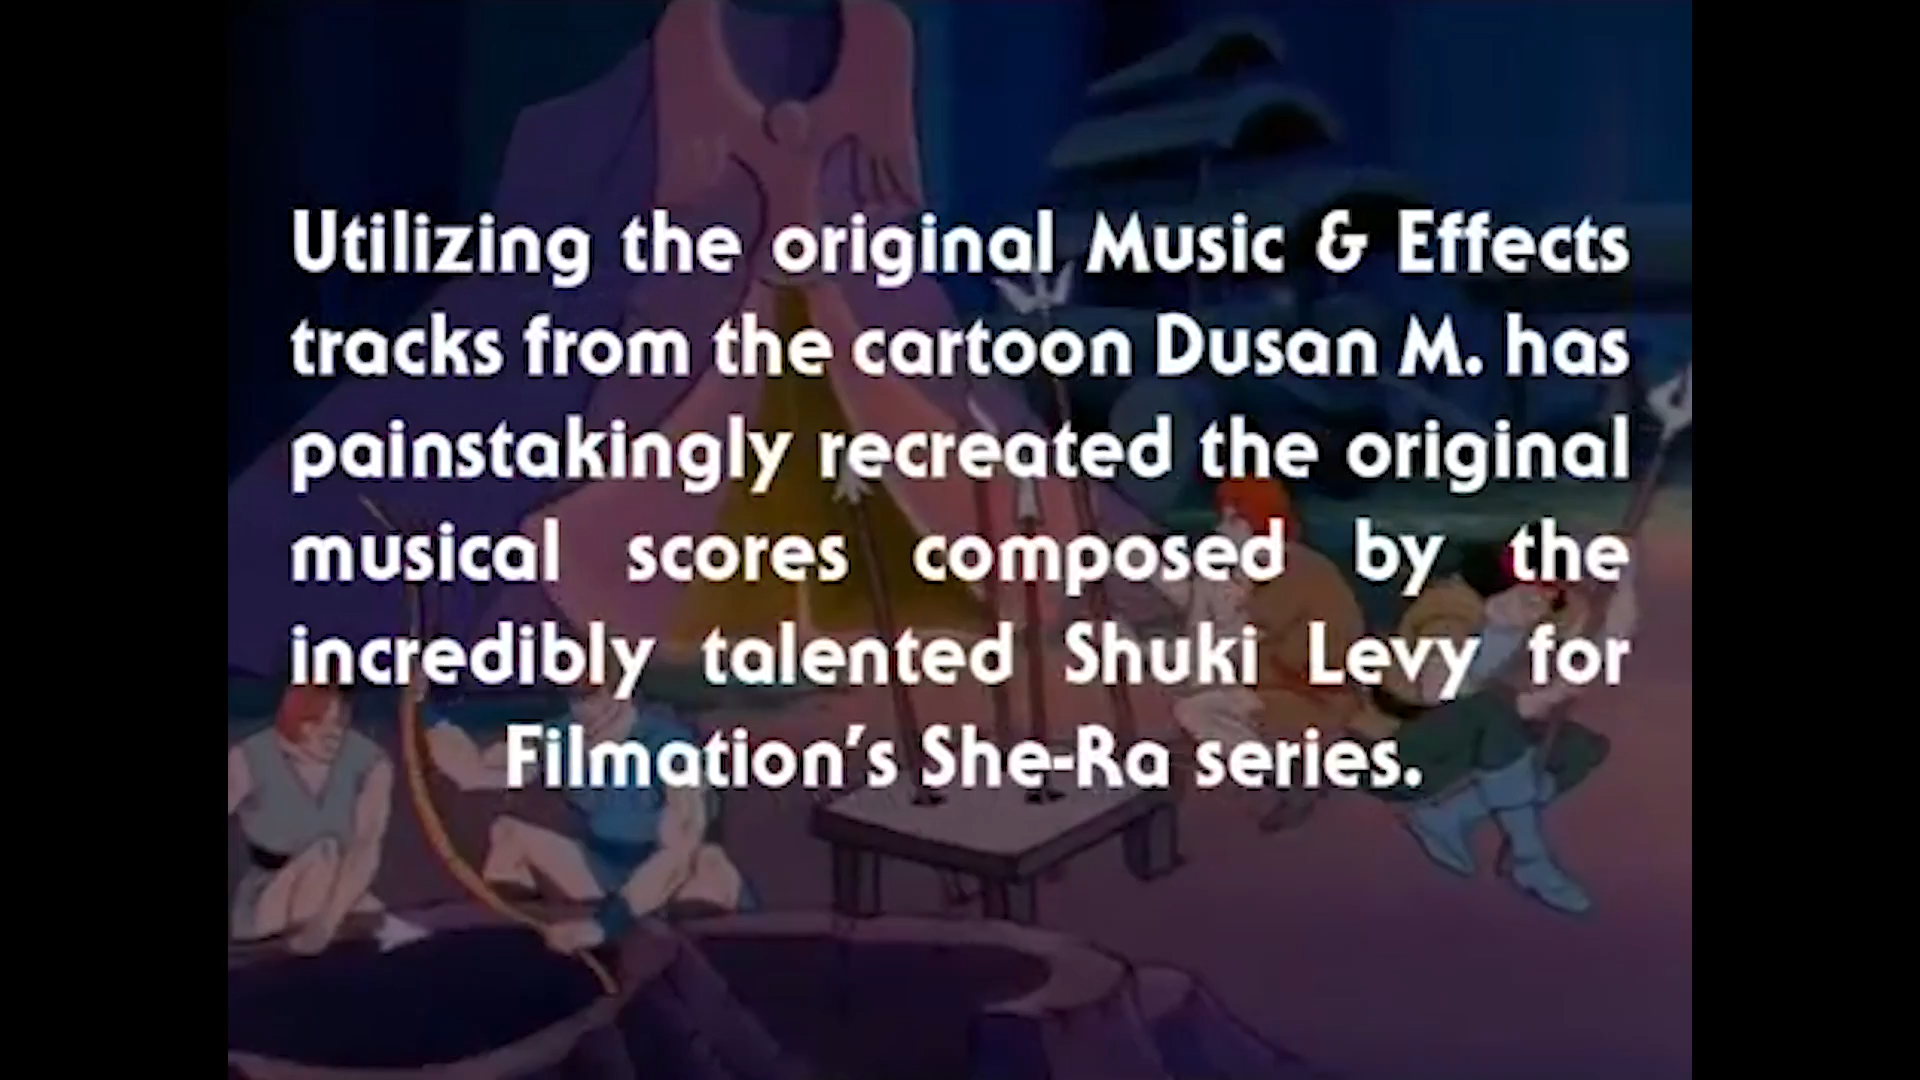 Utilizing the original Music & Effects
tracks from the cartoon Dusan M. has
painstakingly recreated the original
musical scores composed by the
incredibly talented Shuki Levy for
Filmation's She-Ra series.